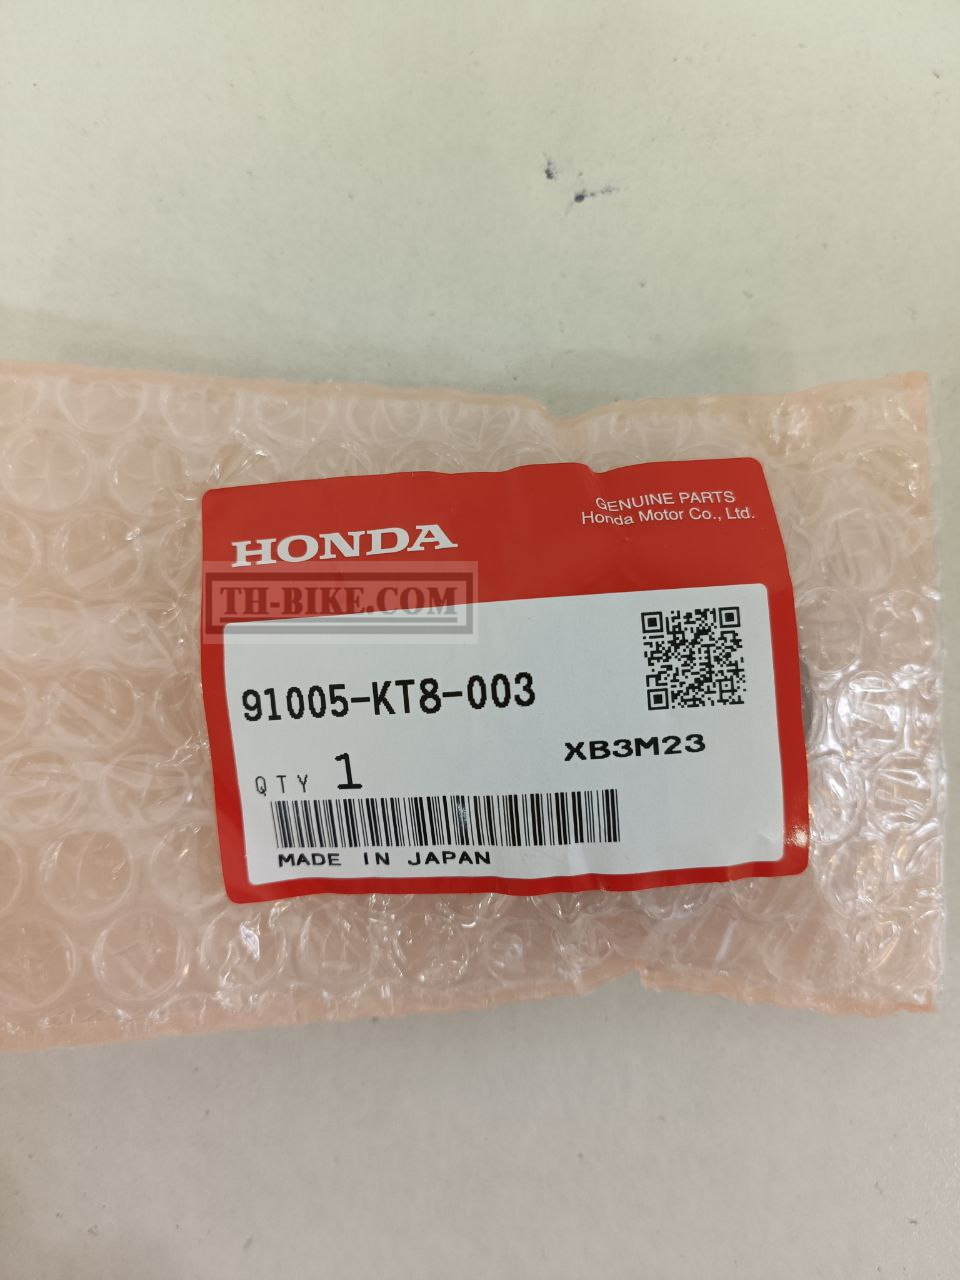 GENUINE PARTS
Honda Motor Co., Ltd.
HONDA
TH-BIKE.COM
91005-KT8-003
XB3M23
QTY 1
MADE IN JAPAN